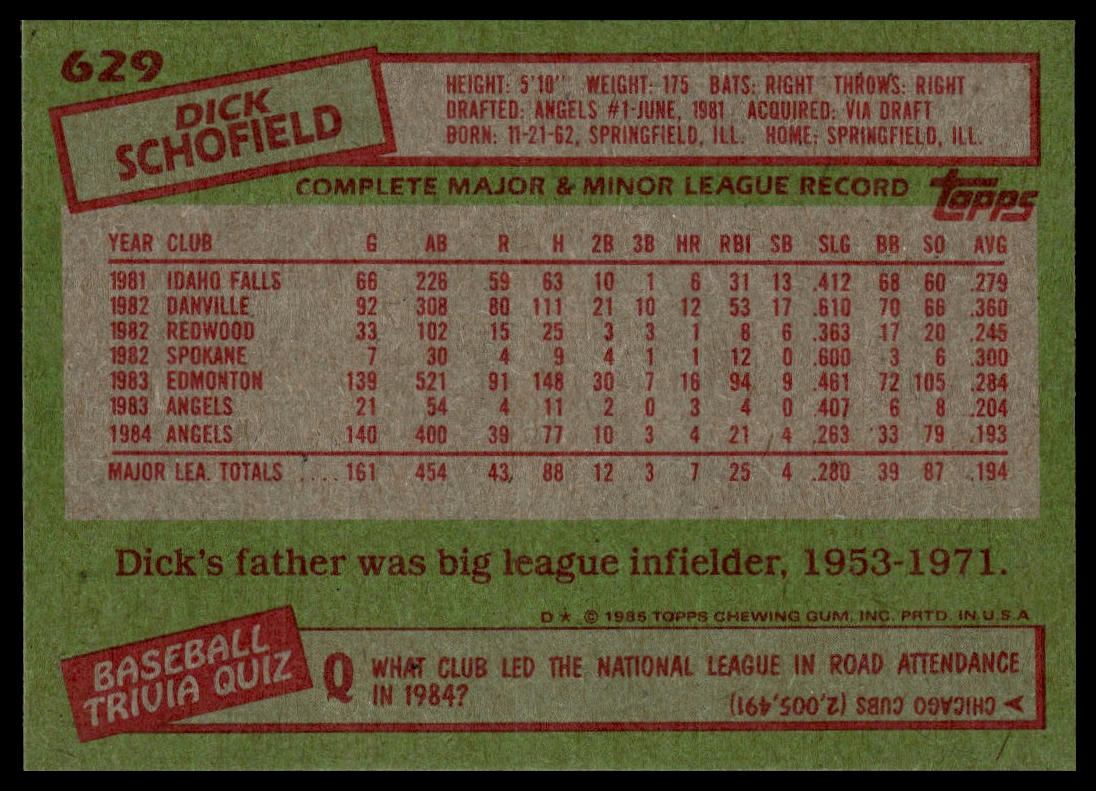 629
DICK
SCHOFIELD
HEIGHT: 5'10" WEIGHT: 175 BATS: RIGHT THROWS: RIGHT
DRAFTED: ANGELS #1-JUNE, 1981 ACQUIRED: VIA DRAFT
BORN: 11-21-62, SPRINGFIELD, ILL. HOME: SPRINGFIELD, ILL.
COMPLETE MAJOR & MINOR LEAGUE RECORD
topps
YEAR CLUB G AB R H 2B 3B HR RBI SB SLG BB SO AVG
1981 IDAHO FALLS 66 226 59 63 10 1 6 31 13 .412 68 60 .279
1982 DANVILLE 92 308 80 111 21 10 12 53 17 .610 70 66 .360
1982 REDWOOD 33 102 15 25 3 3 1 8 6 .363 17 20 .245
1982 SPOKANE 7 30 4 9 4 1 1 12 0 .600 3 6 .300
1983 EDMONTON 139 521 91 148 30 7 16 94 9 .461 72 105 .284
1983 ANGELS 21 54 4 11 2 0 3 4 0 .407 6 8 .204
1984 ANGELS 140 400 39 77 10 3 4 21 4 .263 33 79 .193
MAJOR LEA. TOTALS .... 161 454 43 88 12 3 7 25 4 .280 39 87 .194
Dick's father was big league infielder, 1953-1971.
D ★ © 1985 TOPPS CHEWING GUM, INC. PRTD. IN U.S.A
BASEBALL
TRIVIA QUIZ
Q WHAT CLUB LED THE NATIONAL LEAGUE IN ROAD ATTENDANCE
IN 1984?
A CHICAGO CUBS (2,005,491)